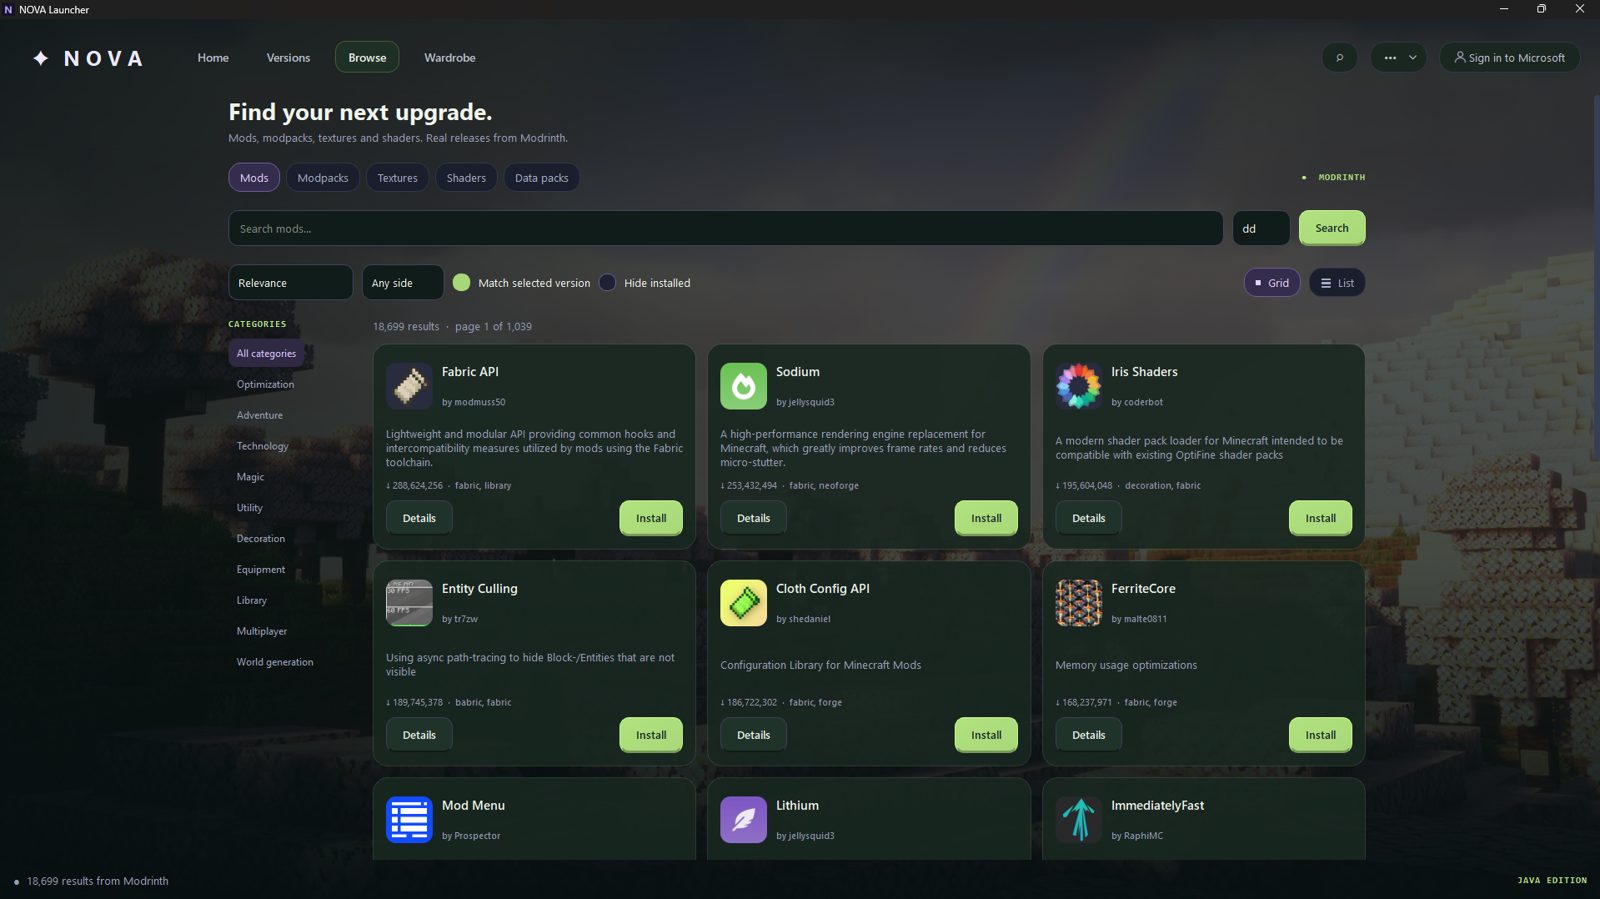 N NOVA Launcher
NOVA
Home
Versions
Browse
Wardrobe
Sign in to Microsoft
Find your next upgrade.
Mods, modpacks, textures and shaders. Real releases from Modrinth.
Mods
Modpacks
Textures
Shaders
Data packs
MODRINTH
Search mods...
dd
Search
Relevance
Any side
Match selected version
Hide installed
Grid
List
CATEGORIES
All categories
Optimization
Adventure
Technology
Magic
Utility
Decoration
Equipment
Library
Multiplayer
World generation
18,699 results · page 1 of 1,039
Fabric API
by modmuss50
Lightweight and modular API providing common hooks and
intercompatibility measures utilized by mods using the Fabric
toolchain.
↓ 288,624,256 · fabric, library
Details
Install
Sodium
by jellysquid3
A high-performance rendering engine replacement for
Minecraft, which greatly improves frame rates and reduces
micro-stutter.
↓ 253,432,494 · fabric, neoforge
Details
Install
Iris Shaders
by coderbot
A modern shader pack loader for Minecraft intended to be
compatible with existing OptiFine shader packs
↓ 195,604,048 · decoration, fabric
Details
Install
Entity Culling
by tr7zw
Using async path-tracing to hide Block-/Entities that are not
visible
↓ 189,745,378 · babric, fabric
Details
Install
Cloth Config API
by shedaniel
Configuration Library for Minecraft Mods
↓ 186,722,302 · fabric, forge
Details
Install
FerriteCore
by malte0811
Memory usage optimizations
↓ 168,237,971 · fabric, forge
Details
Install
Mod Menu
by Prospector
Lithium
by jellysquid3
ImmediatelyFast
by RaphiMC
18,699 results from Modrinth
JAVA EDITION